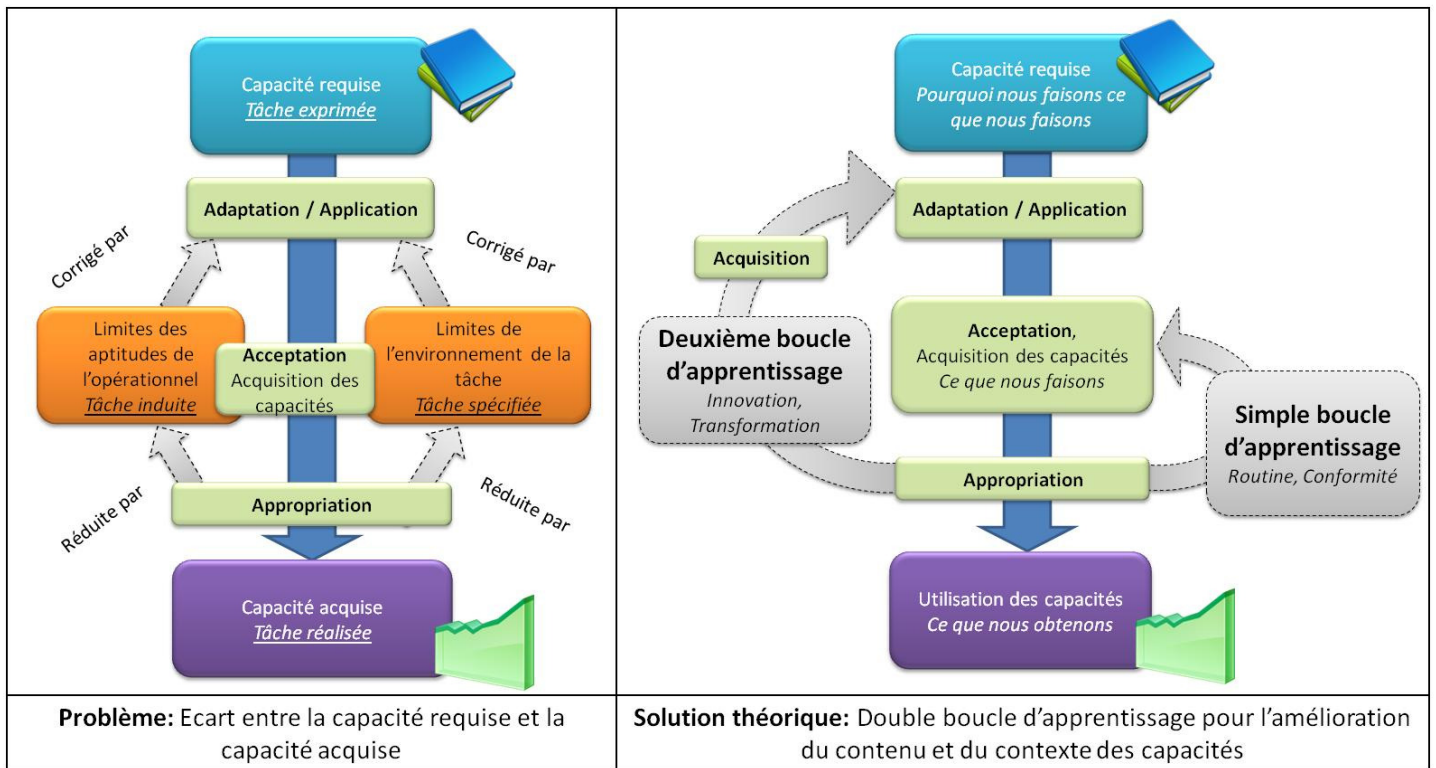 Capacité requise
Tâche exprimée
Adaptation / Application
Corrigé par
Corrigé par
Limites des
aptitudes de
l'opérationnel
Tâche induite
Acceptation
Acquisition des
capacités
Limites de
l'environnement de la
tâche
Tâche spécifiée
Réduite par
Appropriation
Réduite par
Capacité acquise
Tâche réalisée
Problème: Ecart entre la capacité requise et la
capacité acquise
Capacité requise
Pourquoi nous faisons ce
que nous faisons
Adaptation / Application
Acquisition
Deuxième boucle
d'apprentissage
Innovation,
Transformation
Acceptation,
Acquisition des capacités
Ce que nous faisons
Simple boucle
d'apprentissage
Routine, Conformité
Appropriation
Utilisation des capacités
Ce que nous obtenons
Solution théorique: Double boucle d'apprentissage pour l'amélioration
du contenu et du contexte des capacités